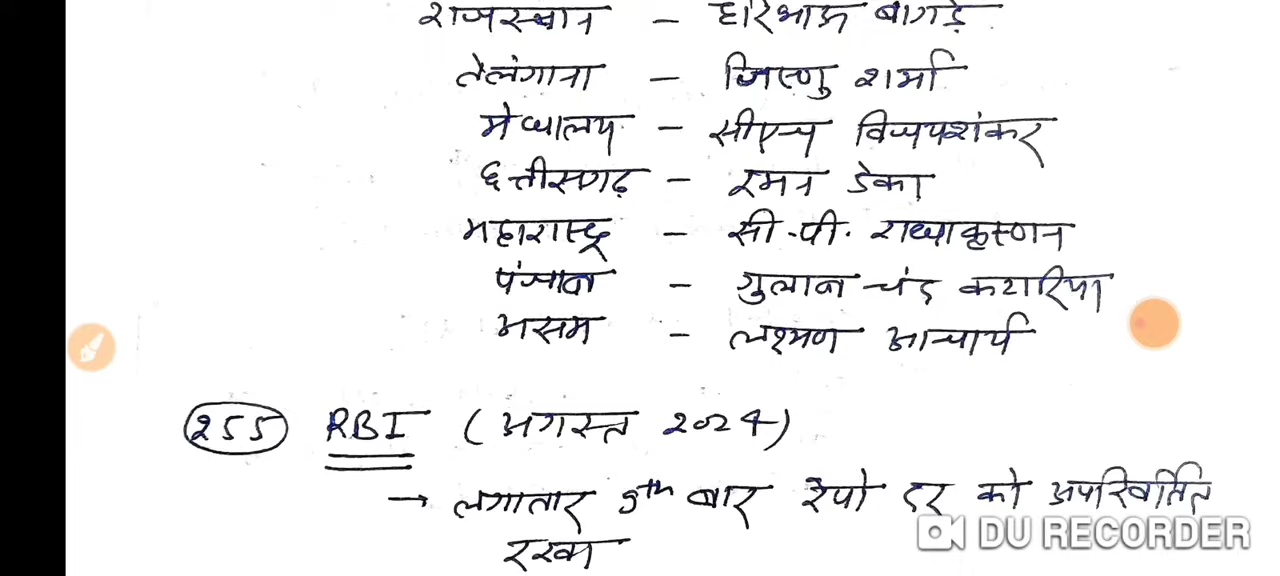 राजस्थान - हरिभाऊ बागड़े
तेलंगाना - जिष्णु शर्मा
मेघालय - सीएच विजयशंकर
छत्तीसगढ़ - रमन डेका
महाराष्ट्र - सी.पी. राधाकृष्णन
पंजाब - गुलाब चंद कटारिया
असम - लक्ष्मण आचार्य
255 RBI (अगस्त 2024)
→ लगातार 9th बार रेपो दर को अपरिवर्तित
रखा
DU RECORDER